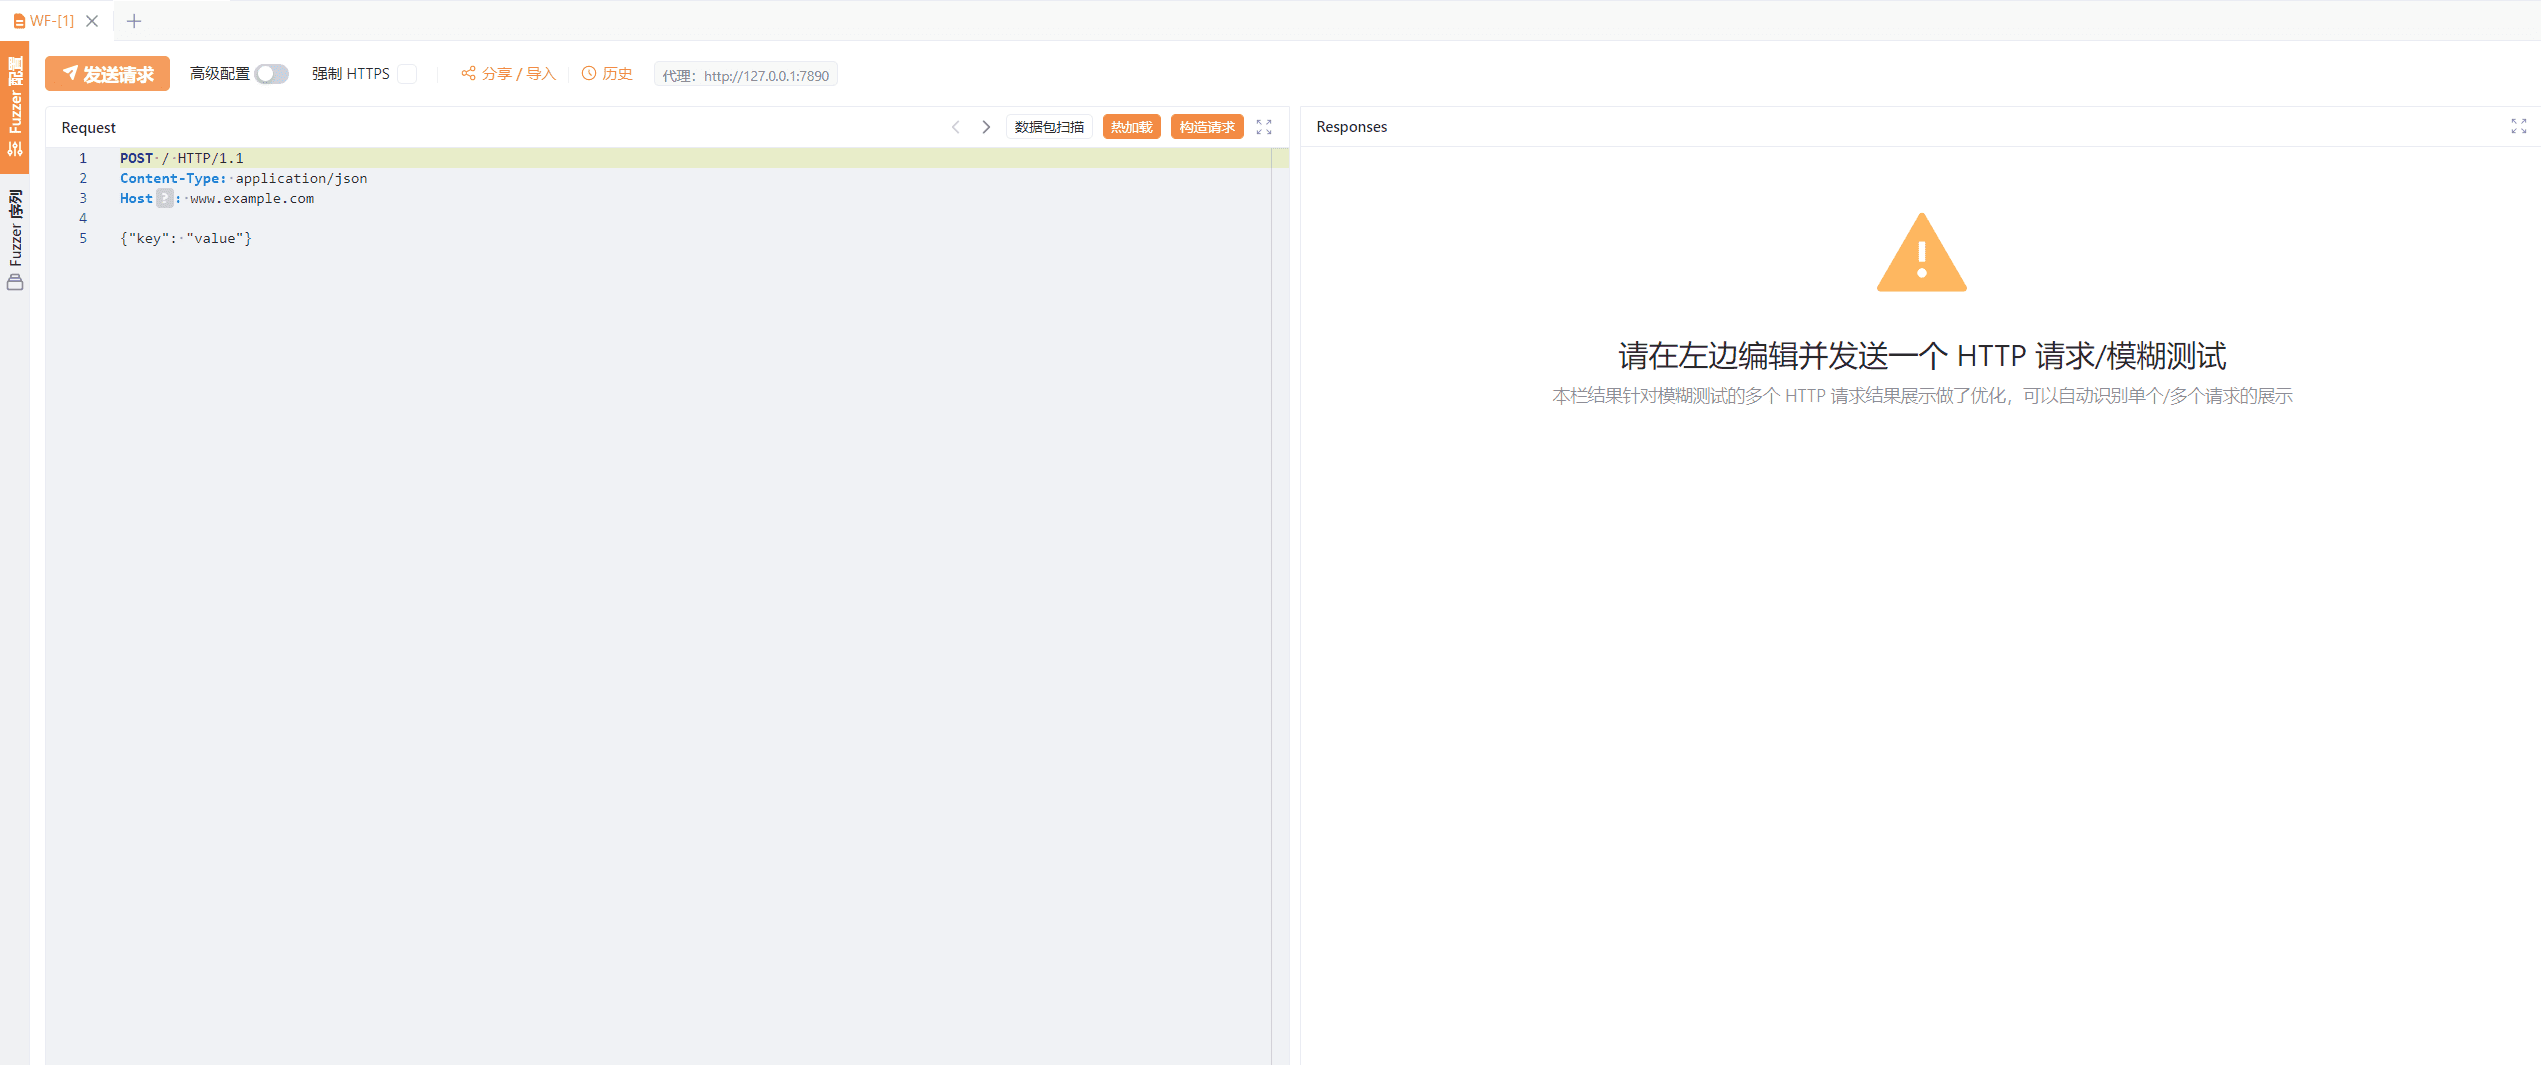 WF-[1]
Fuzzer 配置
Fuzzer 序列
发送请求
高级配置
强制 HTTPS
分享 / 导入
历史
代理：http://127.0.0.1:7890
Request
数据包扫描
热加载
构造请求
1 POST / HTTP/1.1
2 Content-Type: application/json
3 Host ? : www.example.com
4
5 {"key": "value"}
Responses
请在左边编辑并发送一个 HTTP 请求/模糊测试
本栏结果针对模糊测试的多个 HTTP 请求结果展示做了优化，可以自动识别单个/多个请求的展示